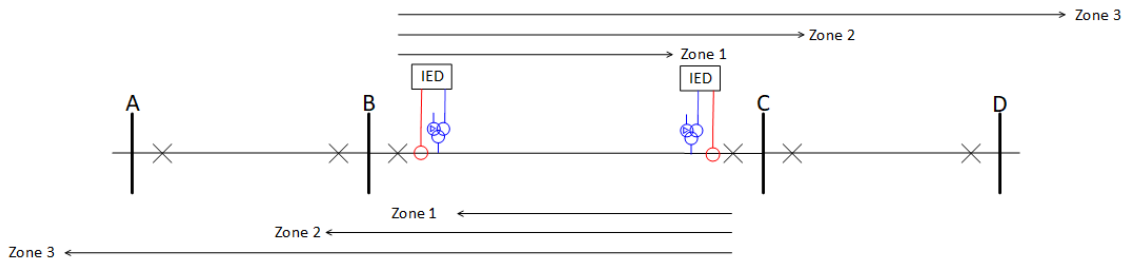 Zone 3
Zone 2
Zone 1
IED
IED
A
B
C
D
Zone 1
Zone 2
Zone 3